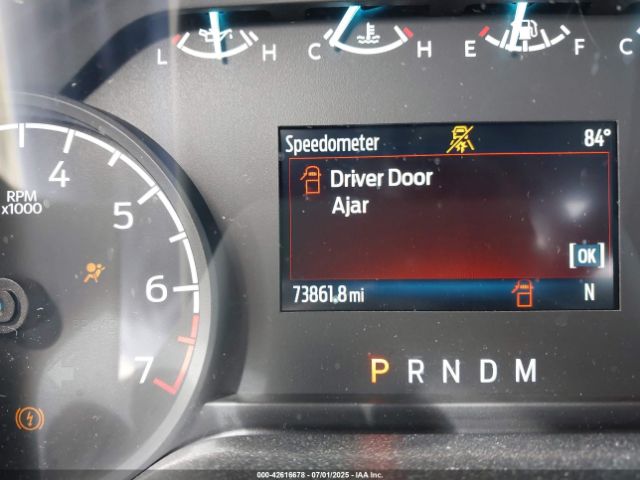 L H C H E F C
Speedometer 84°
Driver Door
Ajar
[OK]
73861.8 mi N
RPM
x1000
4
5
6
7
P R N D M
000-42616678 - 07/01/2025 - IAA Inc.